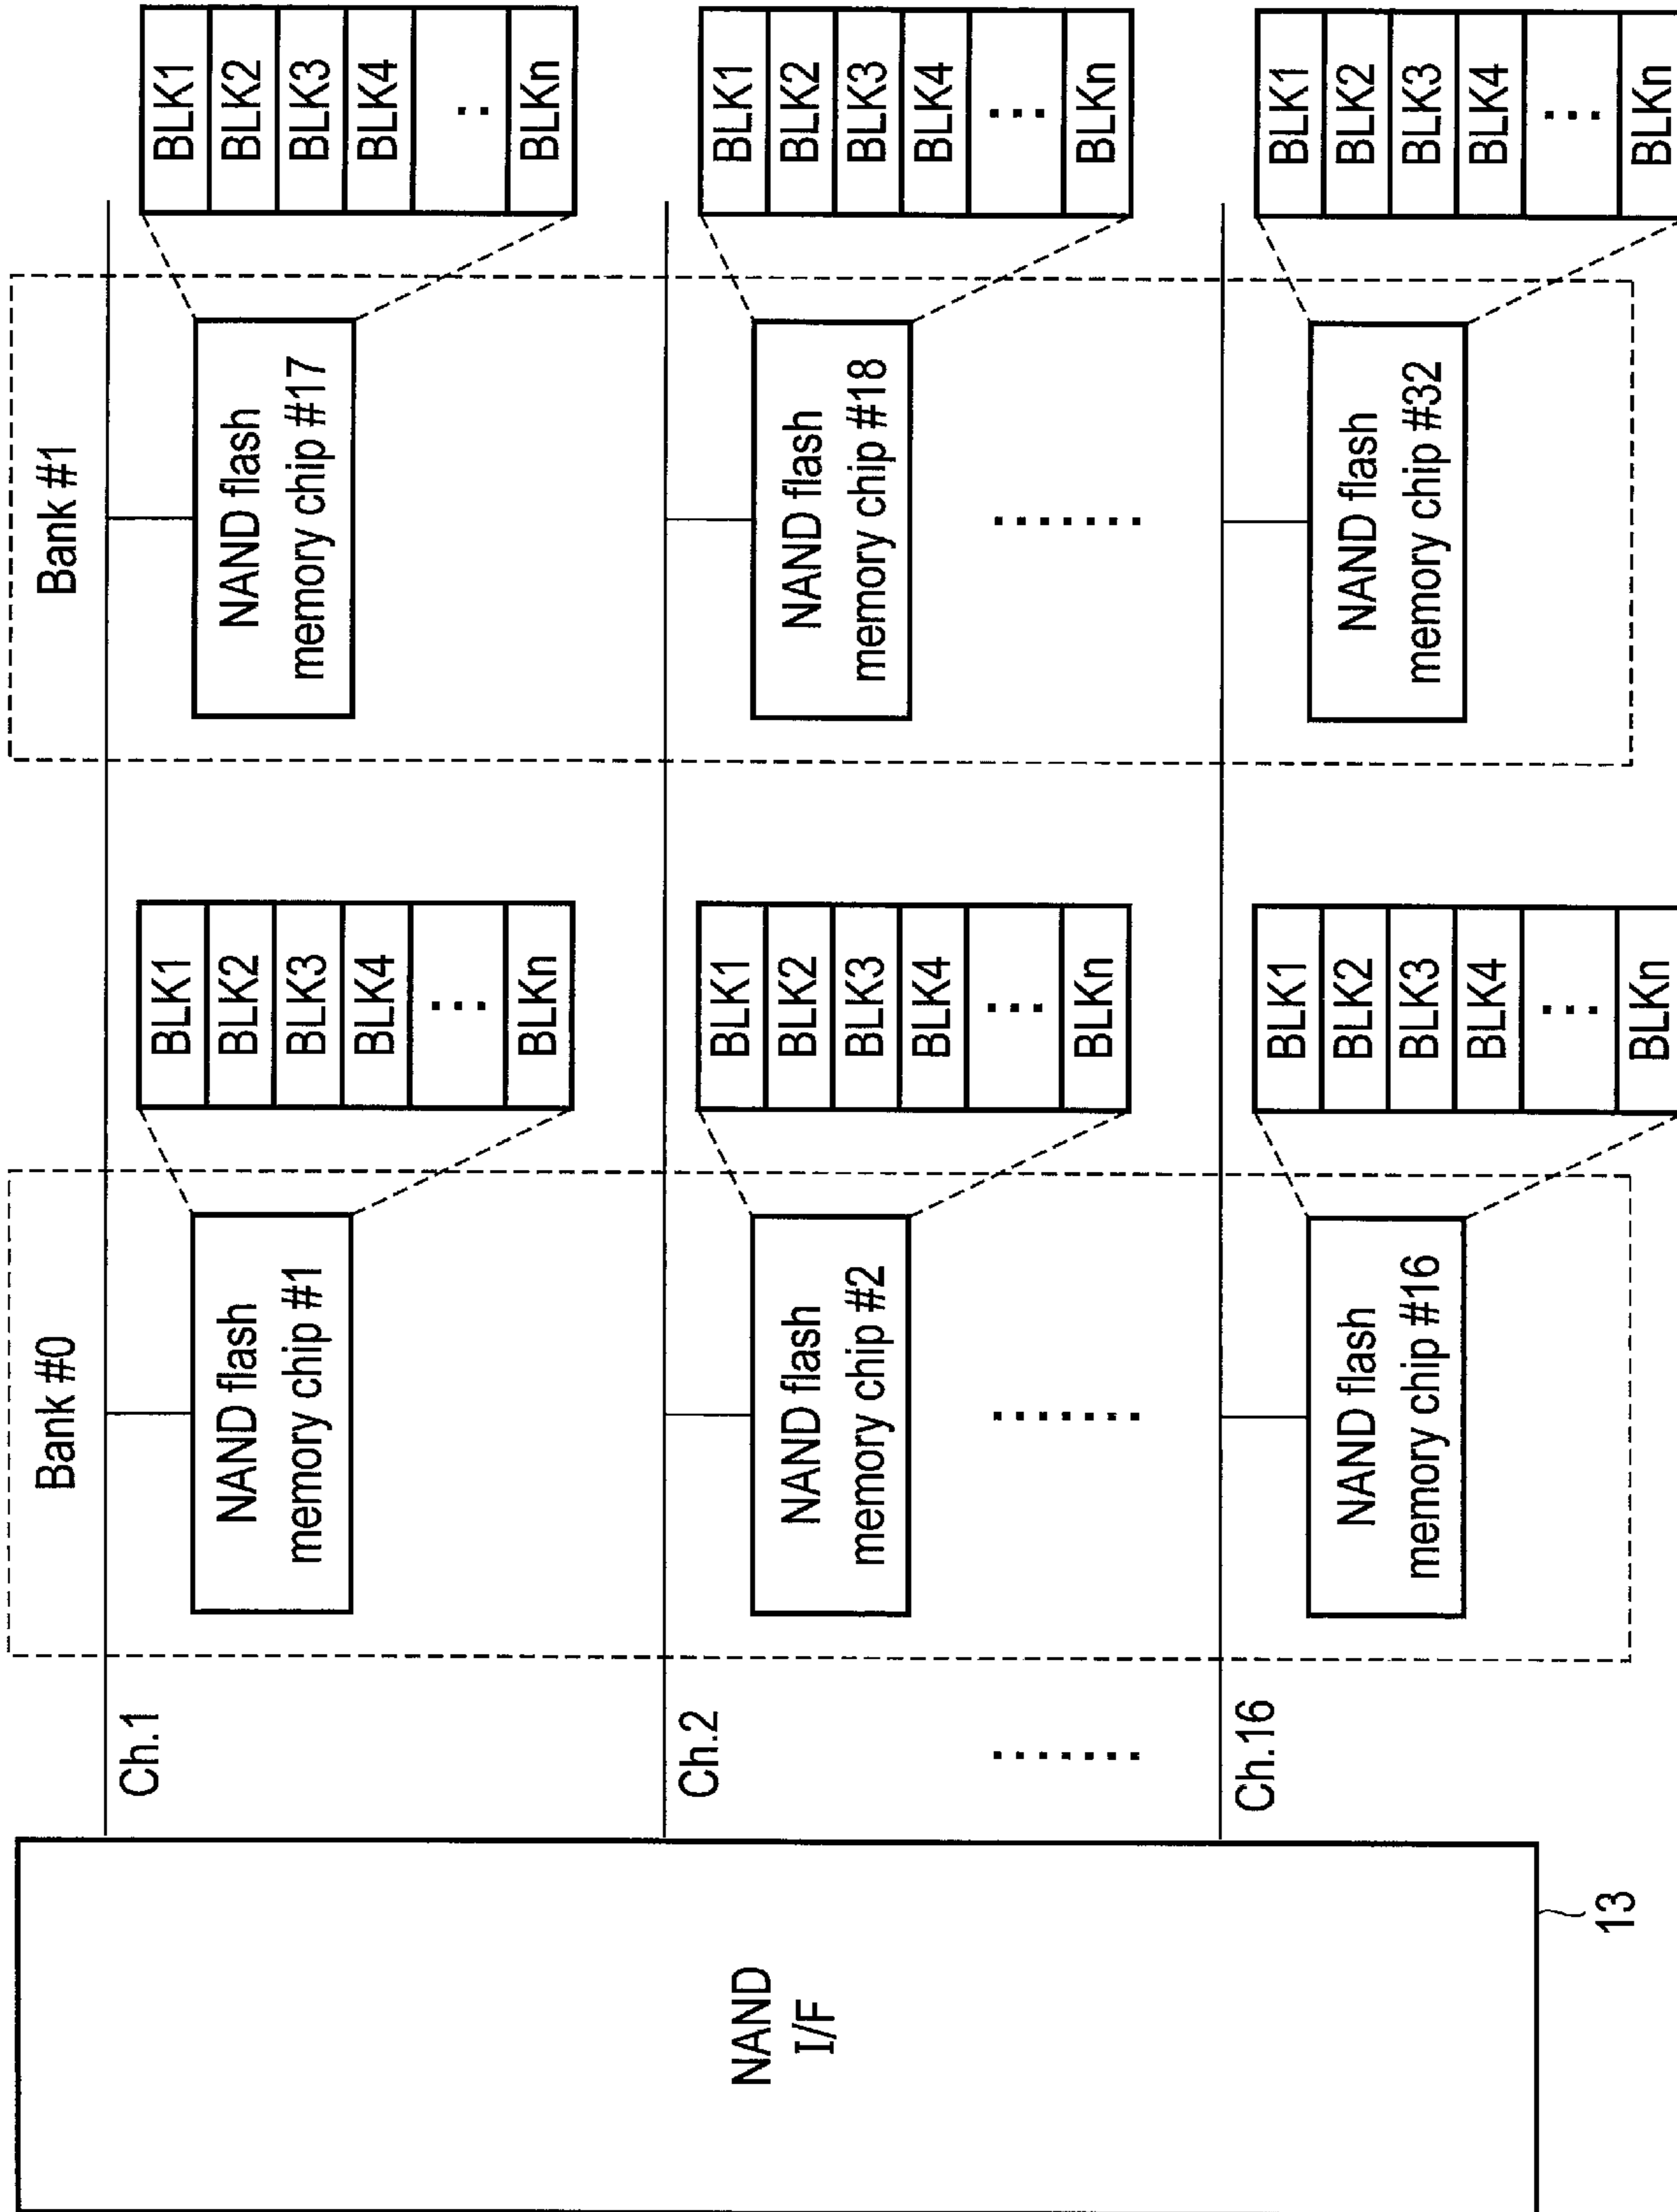 Bank #0
Bank #1
Ch.1
NAND flash
memory chip #1
BLK1
BLK2
BLK3
BLK4
...
BLKn
NAND flash
memory chip #17
BLK1
BLK2
BLK3
BLK4
..
BLKn
NAND
I/F
Ch.2
NAND flash
memory chip #2
BLK1
BLK2
BLK3
BLK4
...
BLKn
NAND flash
memory chip #18
BLK1
BLK2
BLK3
BLK4
...
BLKn
.......
.......
.......
Ch.16
NAND flash
memory chip #16
BLK1
BLK2
BLK3
BLK4
...
BLKn
NAND flash
memory chip #32
BLK1
BLK2
BLK3
BLK4
...
BLKn
13